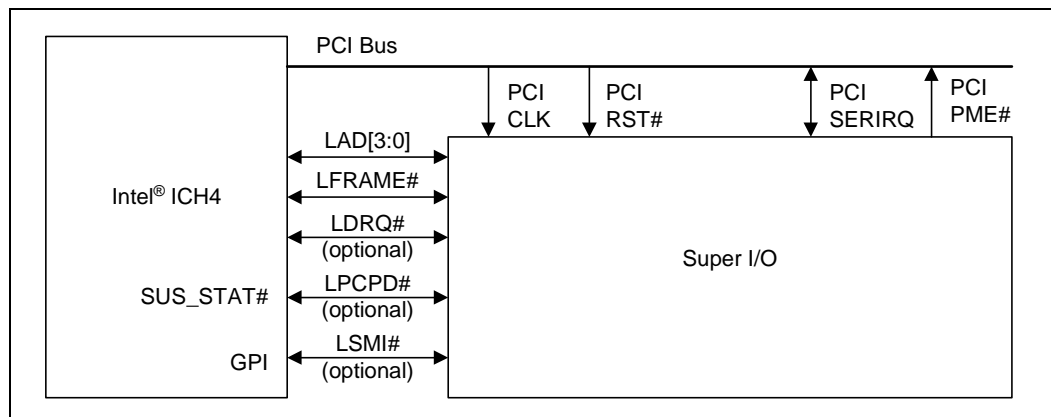 PCI Bus
PCI
CLK
PCI
RST#
PCI
SERIRQ
PCI
PME#
LAD[3:0]
Intel® ICH4
LFRAME#
LDRQ#
(optional)
Super I/O
SUS_STAT#
LPCPD#
(optional)
GPI
LSMI#
(optional)